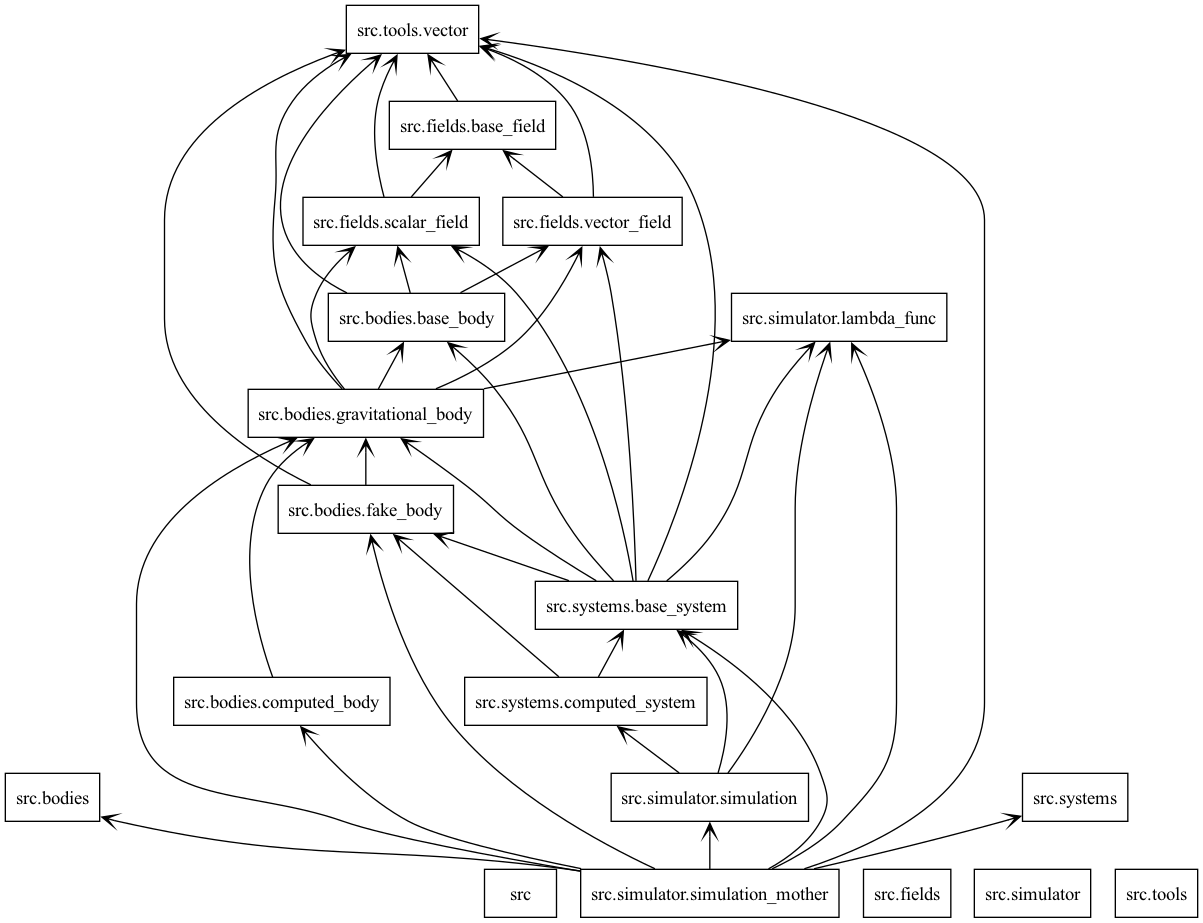 src.tools.vector
src.fields.base_field
src.fields.scalar_field
src.fields.vector_field
src.bodies.base_body
src.simulator.lambda_func
src.bodies.gravitational_body
src.bodies.fake_body
src.systems.base_system
src.bodies.computed_body
src.systems.computed_system
src.bodies
src.simulator.simulation
src.systems
src
src.simulator.simulation_mother
src.fields
src.simulator
src.tools